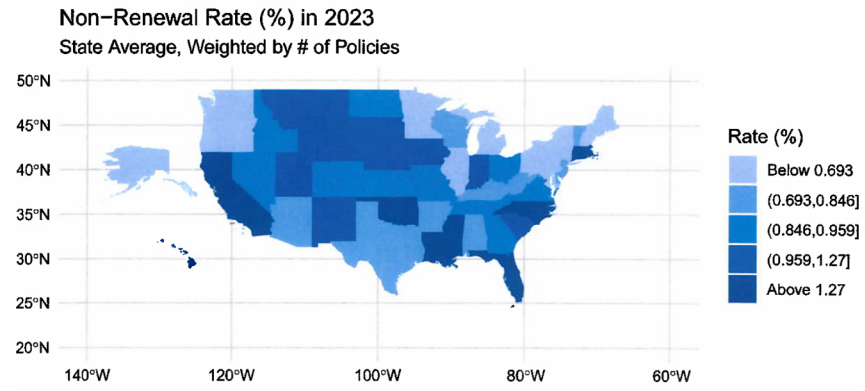 Non-Renewal Rate (%) in 2023
State Average, Weighted by # of Policies
50°N
45°N
40°N
35°N
30°N
25°N
20°N
140°W
120°W
100°W
80°W
60°W
Rate (%)
Below 0.693
(0.693,0.846]
(0.846,0.959]
(0.959,1.27]
Above 1.27